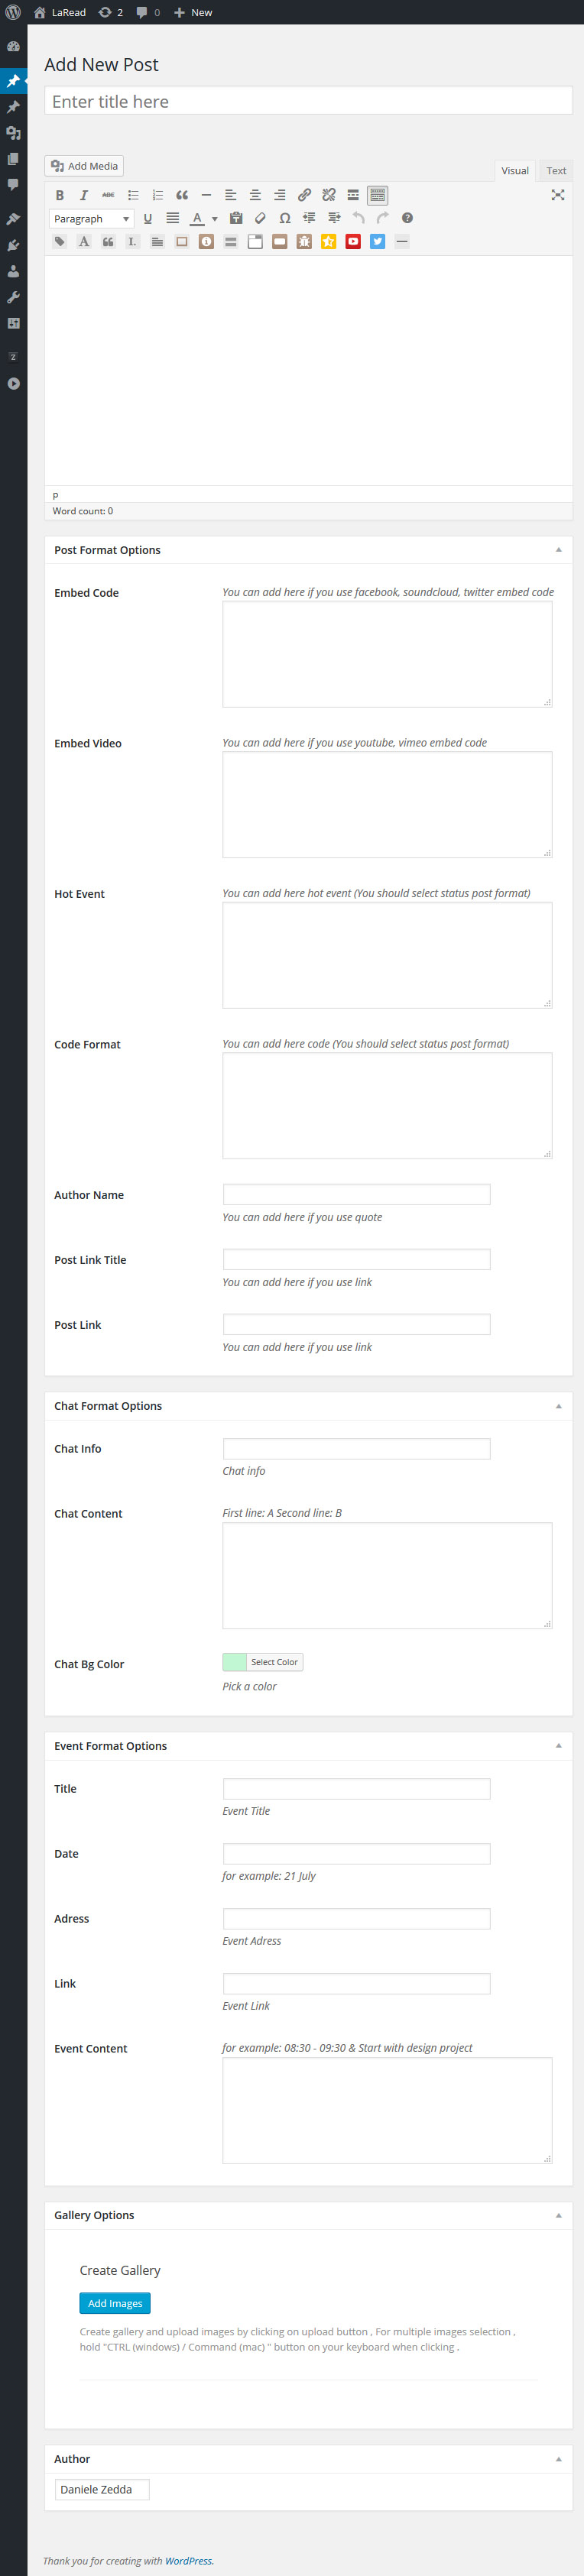 LaRead 2 0 New
Add New Post
Enter title here
Add Media
Visual Text
B I ABC
Paragraph U A
A I.
p
Word count: 0
Post Format Options
Embed Code
You can add here if you use facebook, soundcloud, twitter embed code
Embed Video
You can add here if you use youtube, vimeo embed code
Hot Event
You can add here hot event (You should select status post format)
Code Format
You can add here code (You should select status post format)
Author Name
You can add here if you use quote
Post Link Title
You can add here if you use link
Post Link
You can add here if you use link
Chat Format Options
Chat Info
Chat info
Chat Content
First line: A Second line: B
Chat Bg Color
Select Color
Pick a color
Event Format Options
Title
Event Title
Date
for example: 21 July
Adress
Event Adress
Link
Event Link
Event Content
for example: 08:30 - 09:30 & Start with design project
Gallery Options
Create Gallery
Add Images
Create gallery and upload images by clicking on upload button , For multiple images selection ,
hold "CTRL (windows) / Command (mac) " button on your keyboard when clicking .
Author
Daniele Zedda
Thank you for creating with WordPress.